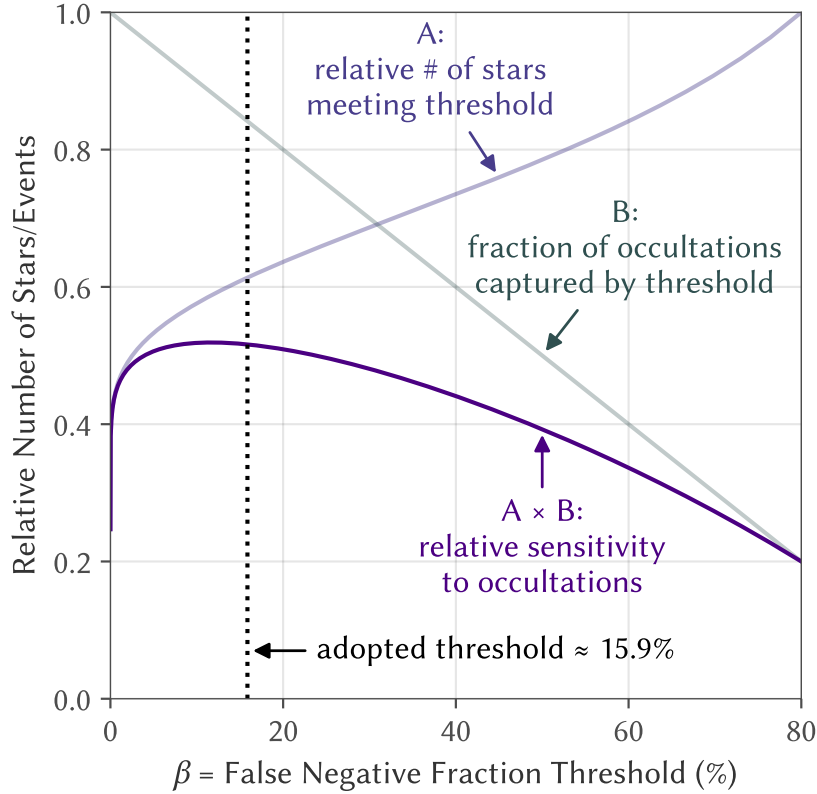 1.0
0.8
0.6
0.4
0.2
0.0
Relative Number of Stars/Events
A:
relative # of stars
meeting threshold
B:
fraction of occultations
captured by threshold
A × B:
relative sensitivity
to occultations
adopted threshold ≈ 15.9%
0 20 40 60 80
β = False Negative Fraction Threshold (%)